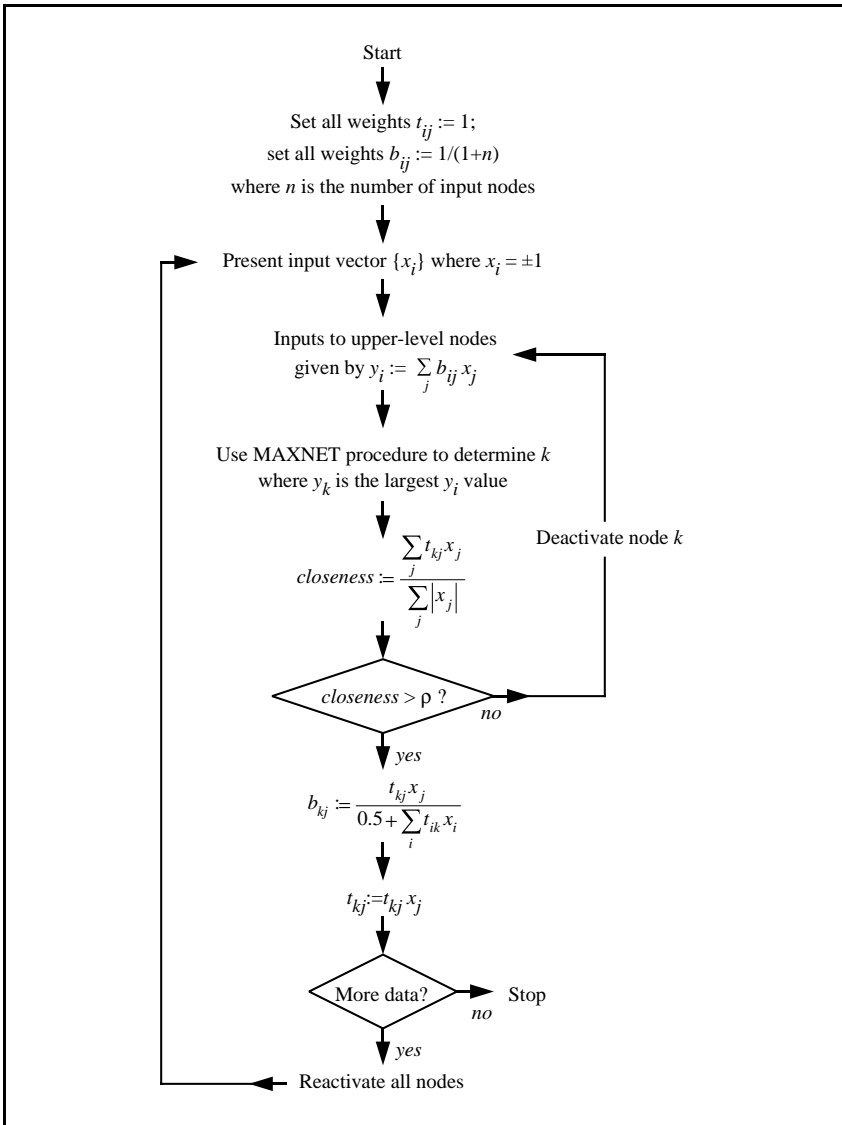 Start
Set all weights t_ij := 1;
set all weights b_ij := 1/(1+n)
where n is the number of input nodes
Present input vector {x_i} where x_i = ±1
Inputs to upper-level nodes
given by y_i := ∑_j b_ij x_j
Use MAXNET procedure to determine k
where y_k is the largest y_i value
Deactivate node k
closeness := ∑_j t_kj x_j / ∑_j |x_j|
closeness > ρ ?
no
yes
b_kj := t_kj x_j / (0.5 + ∑_i t_ik x_i)
t_kj := t_kj x_j
More data?
Stop
no
yes
Reactivate all nodes